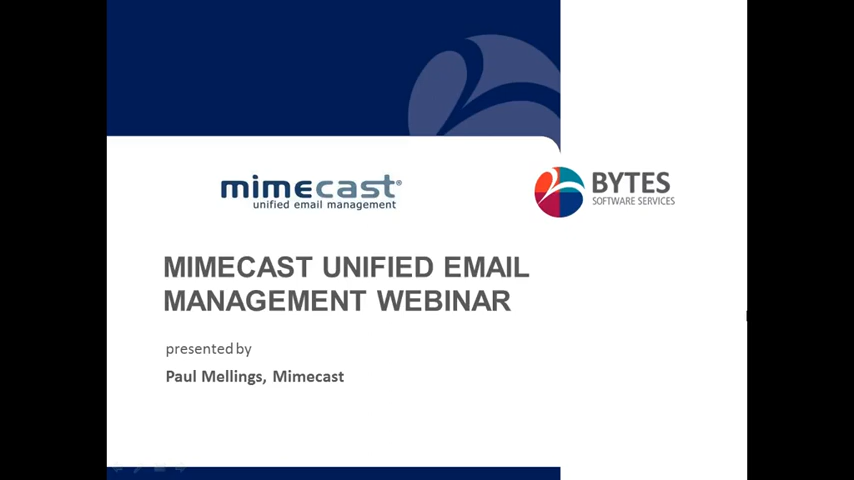 mimecast®
unified email management
BYTES
SOFTWARE SERVICES
MIMECAST UNIFIED EMAIL
MANAGEMENT WEBINAR
presented by
Paul Mellings, Mimecast